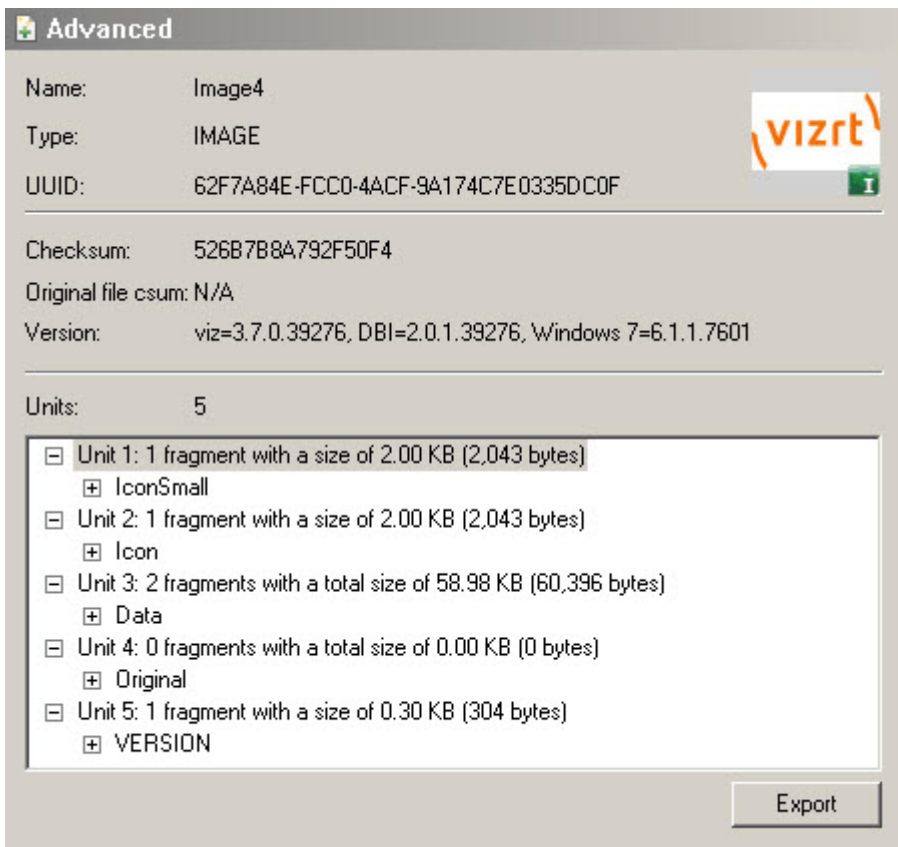 Advanced
Name: Image4
Type: IMAGE
UUID: 62F7A84E-FCC0-4ACF-9A174C7E0335DC0F
vizrt
I
Checksum: 526B7B8A792F50F4
Original file csum: N/A
Version: viz=3.7.0.39276, DBI=2.0.1.39276, Windows 7=6.1.1.7601
Units: 5
Unit 1: 1 fragment with a size of 2.00 KB (2,043 bytes)
IconSmall
Unit 2: 1 fragment with a size of 2.00 KB (2,043 bytes)
Icon
Unit 3: 2 fragments with a total size of 58.98 KB (60,396 bytes)
Data
Unit 4: 0 fragments with a total size of 0.00 KB (0 bytes)
Original
Unit 5: 1 fragment with a size of 0.30 KB (304 bytes)
VERSION
Export